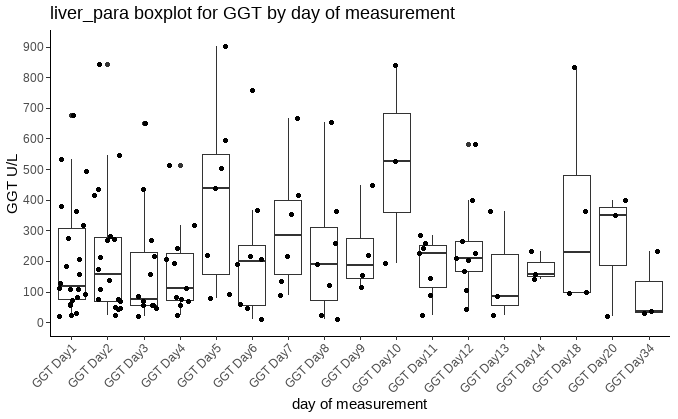 liver_para boxplot for GGT by day of measurement
GGT U/L
900
800
700
600
500
400
300
200
100
0
GGT Day1
GGT Day2
GGT Day3
GGT Day4
GGT Day5
GGT Day6
GGT Day7
GGT Day8
GGT Day9
GGT Day10
GGT Day11
GGT Day12
GGT Day13
GGT Day14
GGT Day18
GGT Day20
GGT Day34
day of measurement